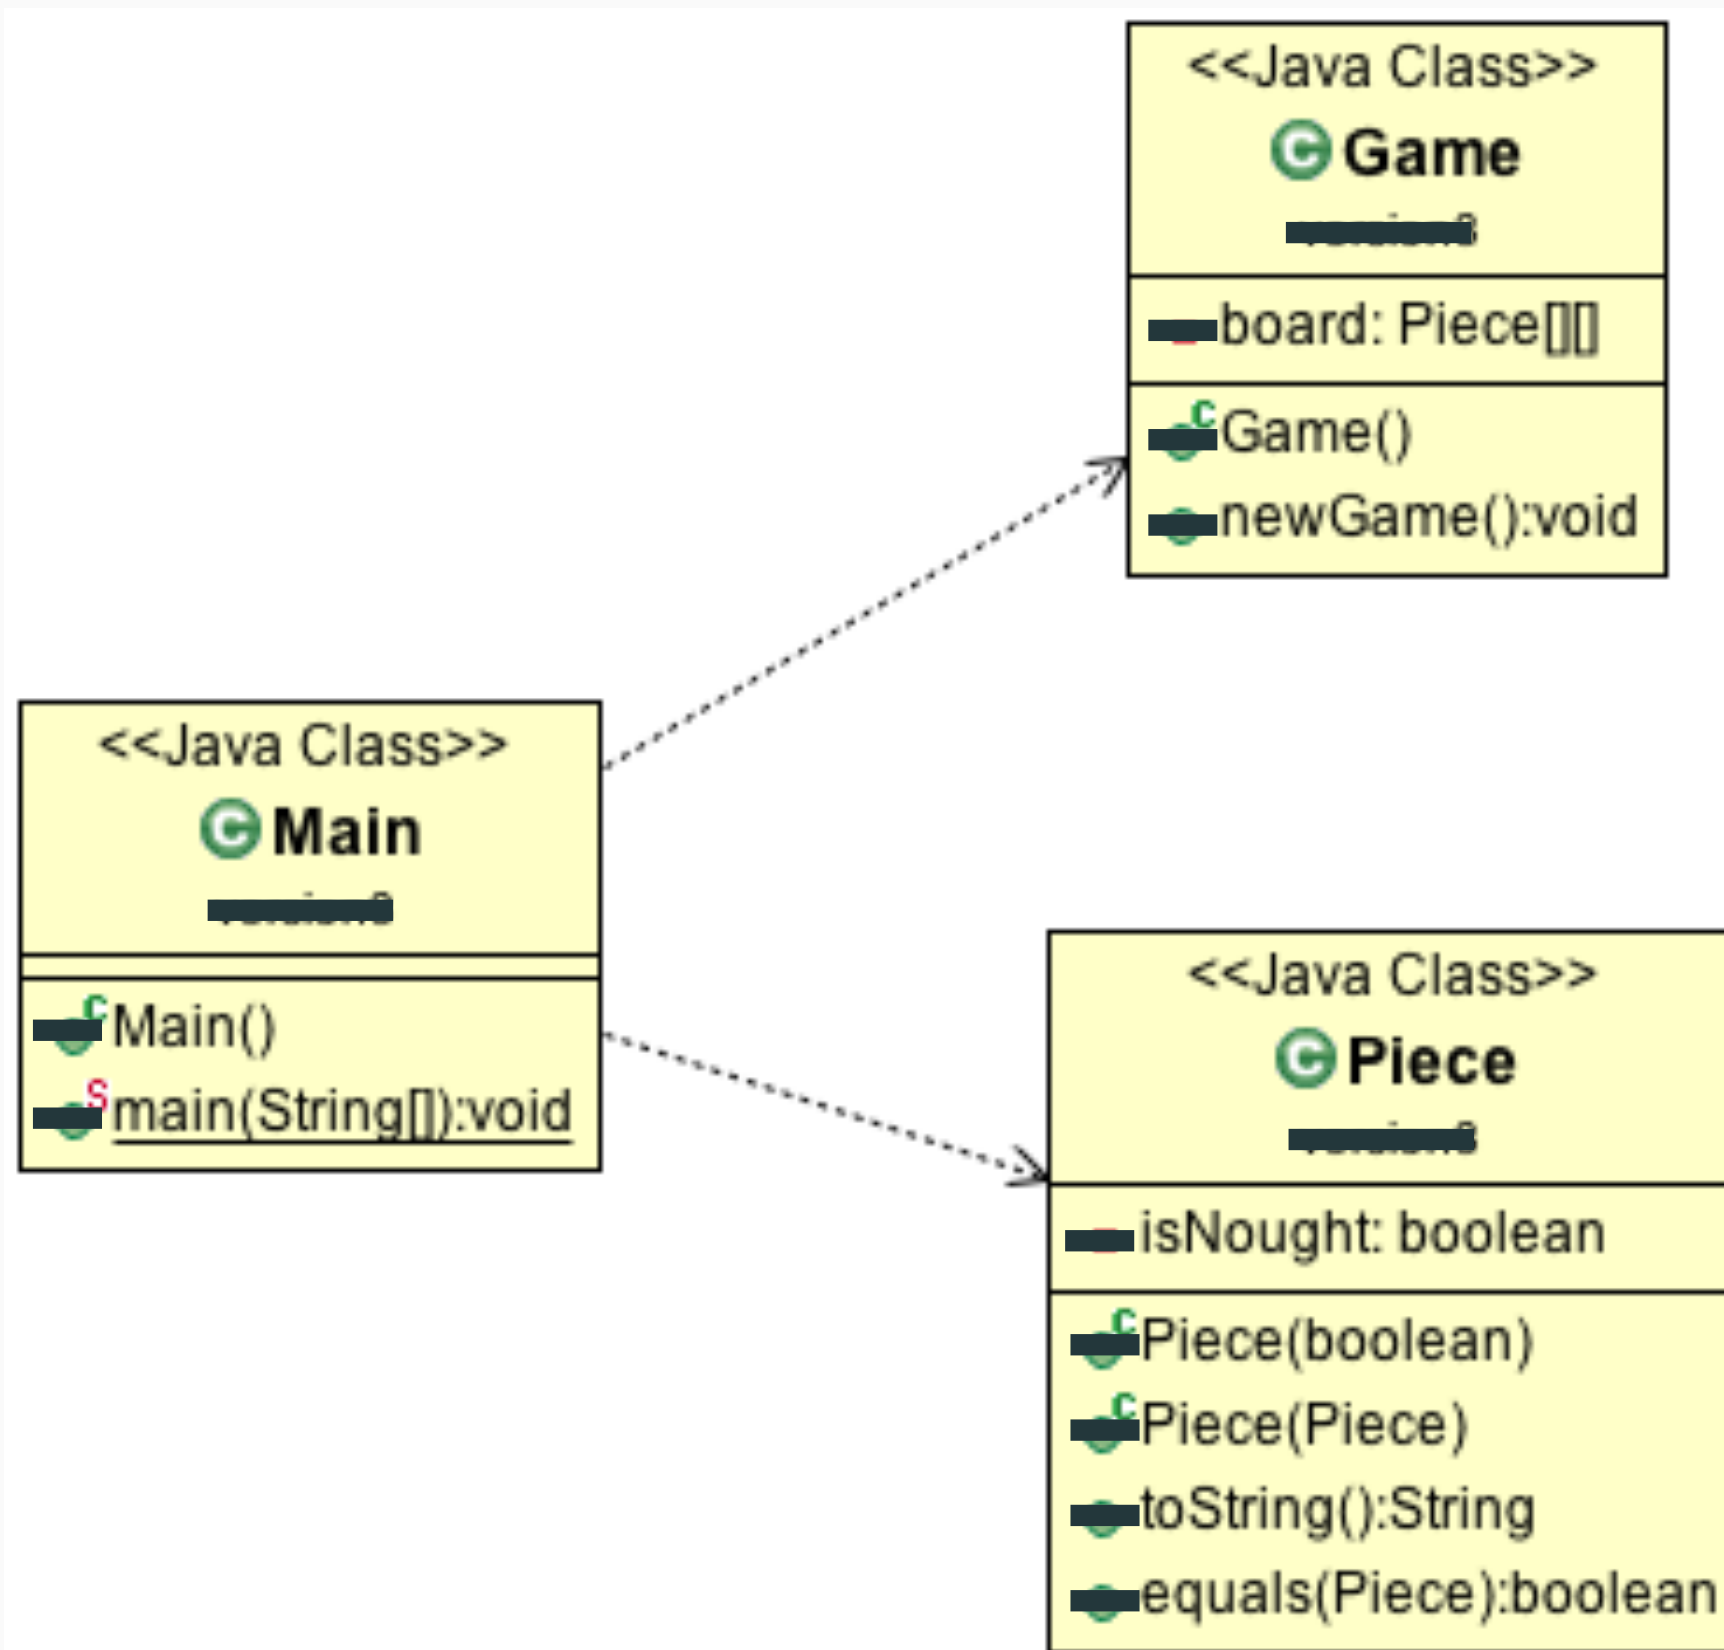 <<Java Class>>
Game
board: Piece[][]
Game()
newGame():void
<<Java Class>>
Main
Main()
main(String[]):void
<<Java Class>>
Piece
isNought: boolean
Piece(boolean)
Piece(Piece)
toString():String
equals(Piece):boolean